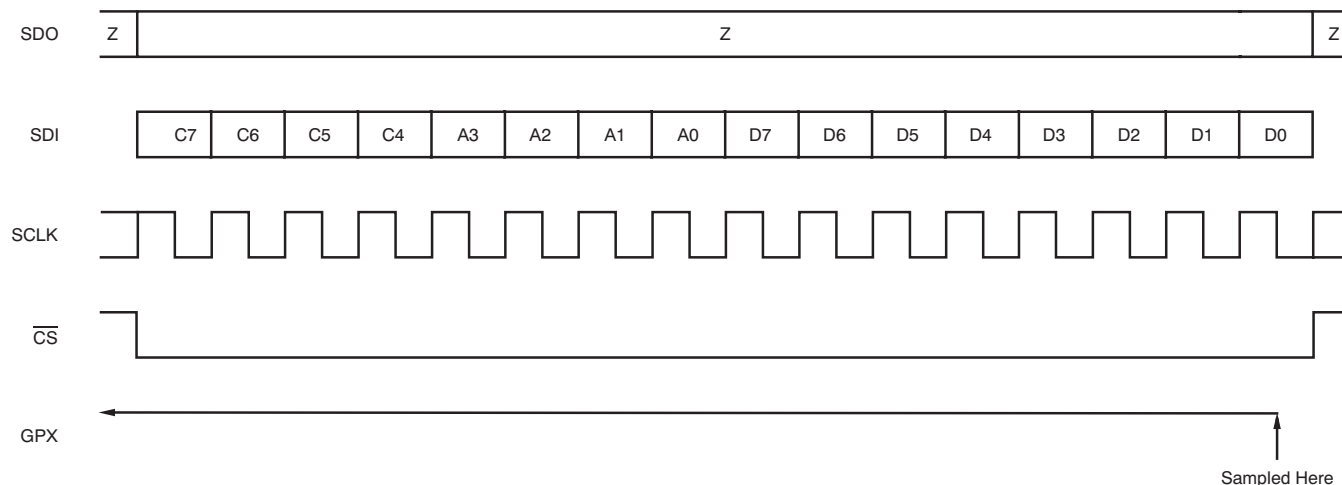 SDO Z Z Z
SDI C7 C6 C5 C4 A3 A2 A1 A0 D7 D6 D5 D4 D3 D2 D1 D0
SCLK
CS
GPX
Sampled Here